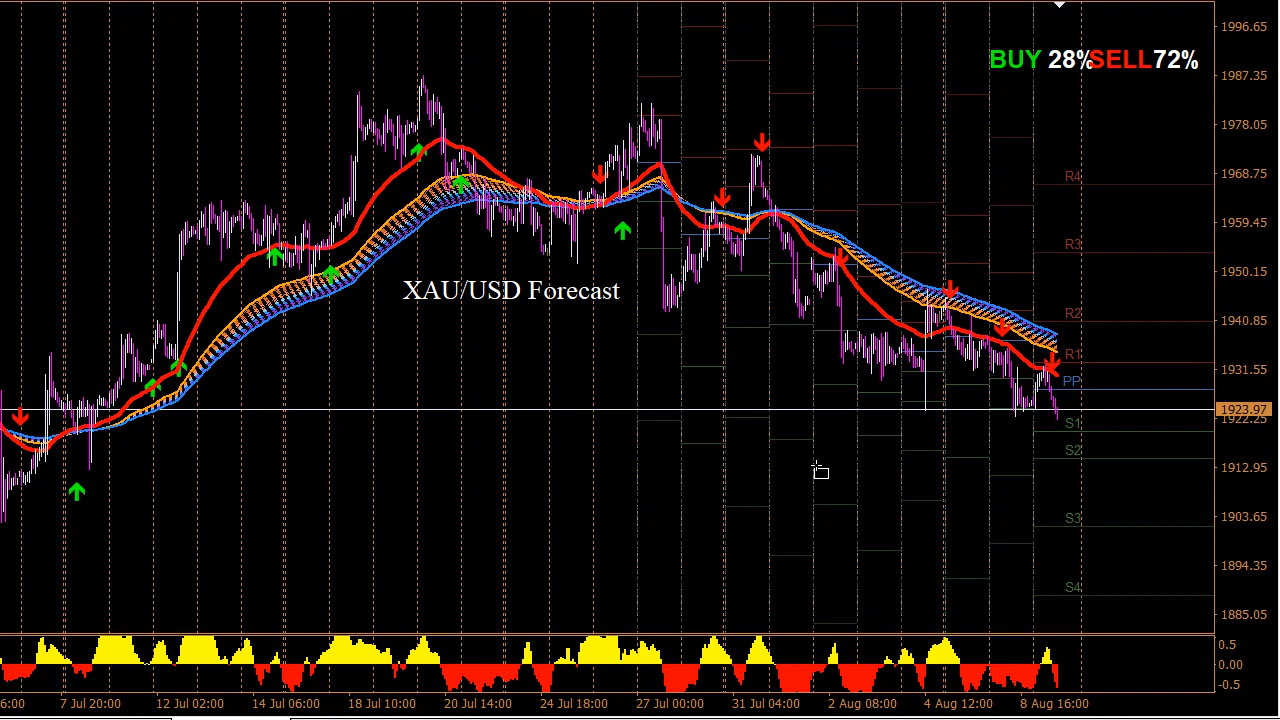 1996.65
BUY 28% SELL 72%
1987.35
1978.05
R4
1968.75
1959.45
R3
1950.15
XAU/USD Forecast
R2
1940.85
R1
1931.55
PP
1923.97
1922.25
S1
S2
1912.95
S3
1903.65
1894.35
S4
1885.05
0.5
0.00
-0.5
6:00 7 Jul 20:00 12 Jul 02:00 14 Jul 06:00 18 Jul 10:00 20 Jul 14:00 24 Jul 18:00 27 Jul 00:00 31 Jul 04:00 2 Aug 08:00 4 Aug 12:00 8 Aug 16:00